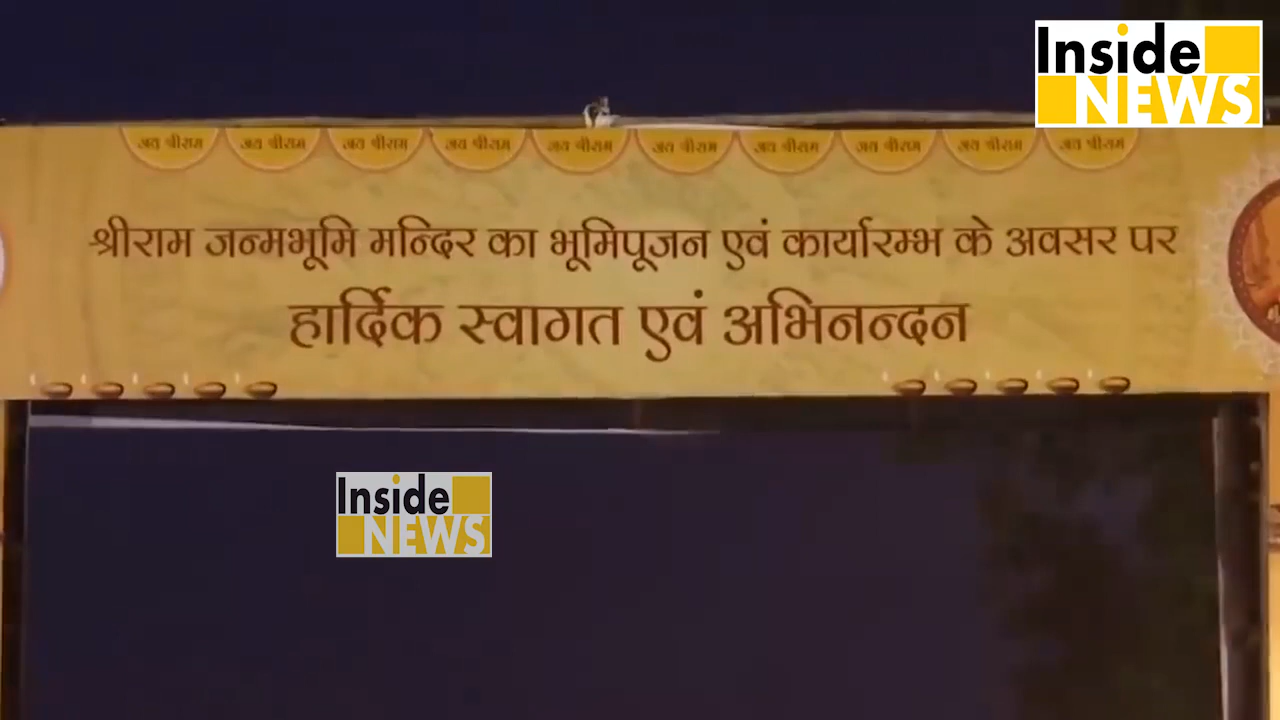 Inside
NEWS
जय श्रीराम जय श्रीराम जय श्रीराम जय श्रीराम जय श्रीराम जय श्रीराम जय श्रीराम जय श्रीराम जय श्रीराम जय श्रीराम
श्रीराम जन्मभूमि मन्दिर का भूमिपूजन एवं कार्यारम्भ के अवसर पर
हार्दिक स्वागत एवं अभिनन्दन
Inside
NEWS